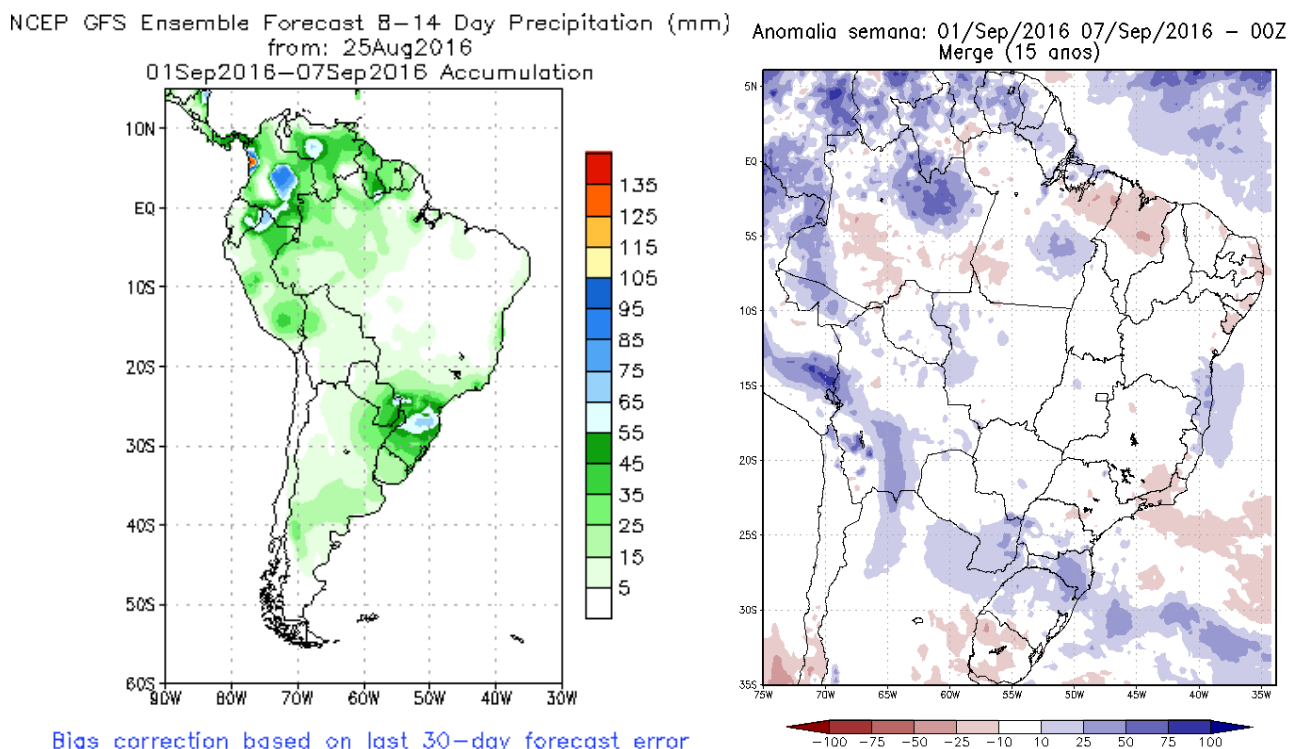 NCEP GFS Ensemble Forecast 8-14 Day Precipitation (mm)
from: 25Aug2016
01Sep2016-07Sep2016 Accumulation
10N
EQ
10S
20S
30S
40S
50S
60S
90W 80W 70W 60W 50W 40W 30W
135
125
115
105
95
85
75
65
55
45
35
25
15
5
Bias correction based on last 30-day forecast error
Anomalia semana: 01/Sep/2016 07/Sep/2016 - 00Z
Merge (15 anos)
5N
EQ
5S
10S
15S
20S
25S
30S
35S
75W 70W 65W 60W 55W 50W 45W 40W 35W
-100 -75 -50 -25 -10 10 25 50 75 100